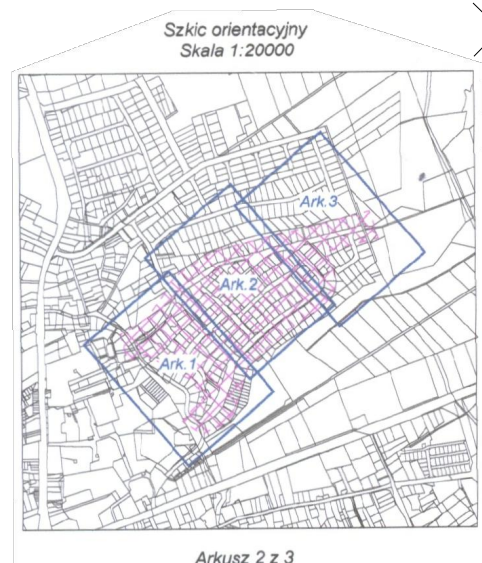 Szkic orientacyjny
Skala 1:20000
Ark.3
Ark.2
Ark.1
Arkusz 2 z 3